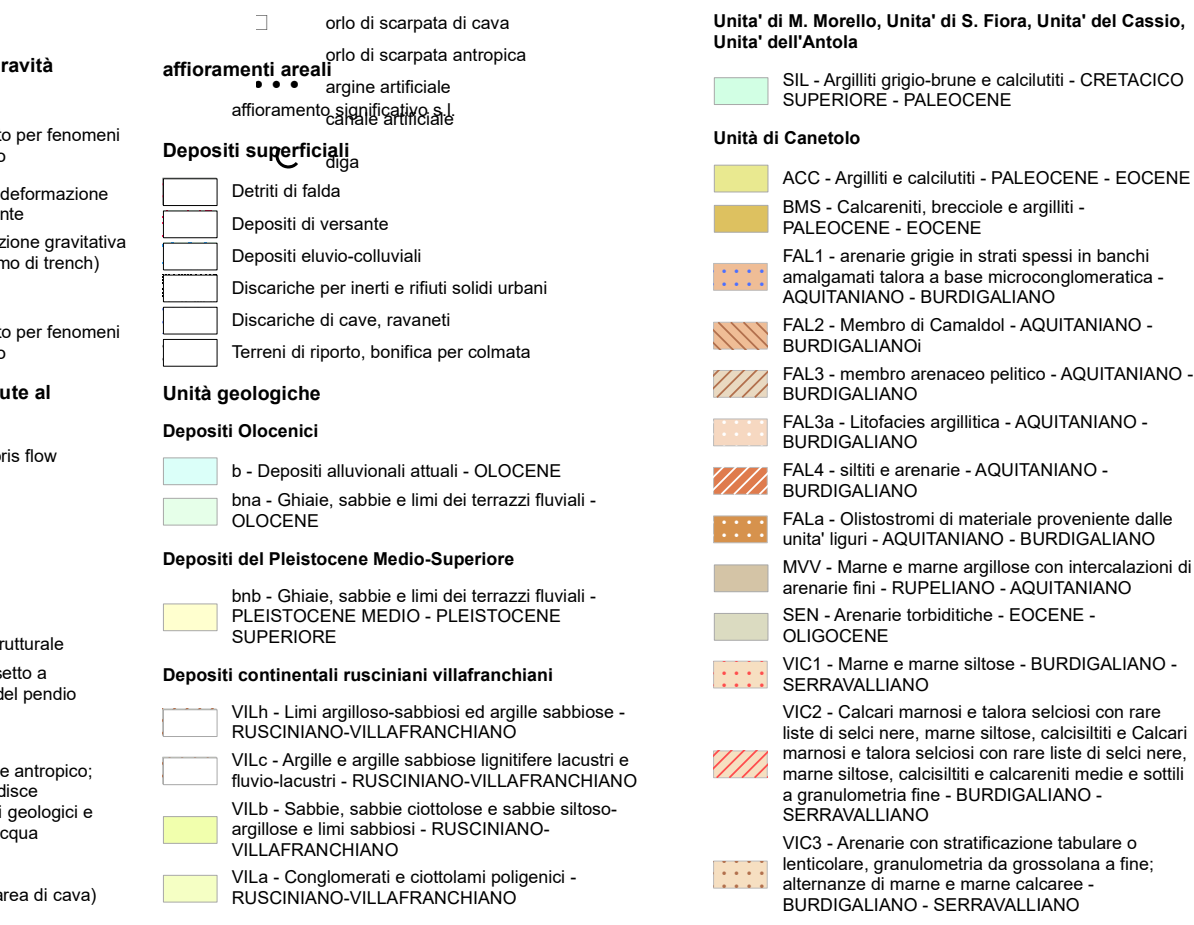 ravità
to per fenomeni
o
deformazione
nte
zione gravitativa
mo di trench)
to per fenomeni
o
ute al
ris flow
rutturale
setto a
del pendio
e antropico;
disce
i geologici e
cqua
area di cava)
orlo di scarpata di cava
orlo di scarpata antropica
affioramenti areali
argine artificiale
affioramento significativo s.l.
canale artificiale
Depositi superficiali
diga
Detriti di falda
Depositi di versante
Depositi eluvio-colluviali
Discariche per inerti e rifiuti solidi urbani
Discariche di cave, ravaneti
Terreni di riporto, bonifica per colmata
Unità geologiche
Depositi Olocenici
b - Depositi alluvionali attuali - OLOCENE
bna - Ghiaie, sabbie e limi dei terrazzi fluviali -
OLOCENE
Depositi del Pleistocene Medio-Superiore
bnb - Ghiaie, sabbie e limi dei terrazzi fluviali -
PLEISTOCENE MEDIO - PLEISTOCENE
SUPERIORE
Depositi continentali rusciniani villafranchiani
VILh - Limi argilloso-sabbiosi ed argille sabbiose -
RUSCINIANO-VILLAFRANCHIANO
VILc - Argille e argille sabbiose lignitifere lacustri e
fluvio-lacustri - RUSCINIANO-VILLAFRANCHIANO
VILb - Sabbie, sabbie ciottolose e sabbie siltoso-
argillose e limi sabbiosi - RUSCINIANO-
VILLAFRANCHIANO
VILa - Conglomerati e ciottolami poligenici -
RUSCINIANO-VILLAFRANCHIANO
Unita' di M. Morello, Unita' di S. Fiora, Unita' del Cassio,
Unita' dell'Antola
SIL - Argilliti grigio-brune e calcilutiti - CRETACICO
SUPERIORE - PALEOCENE
Unità di Canetolo
ACC - Argilliti e calcilutiti - PALEOCENE - EOCENE
BMS - Calcareniti, brecciole e argilliti -
PALEOCENE - EOCENE
FAL1 - arenarie grigie in strati spessi in banchi
amalgamati talora a base microconglomeratica -
AQUITANIANO - BURDIGALIANO
FAL2 - Membro di Camaldol - AQUITANIANO -
BURDIGALIANOi
FAL3 - membro arenaceo pelitico - AQUITANIANO -
BURDIGALIANO
FAL3a - Litofacies argillitica - AQUITANIANO -
BURDIGALIANO
FAL4 - siltiti e arenarie - AQUITANIANO -
BURDIGALIANO
FALa - Olistostromi di materiale proveniente dalle
unita' liguri - AQUITANIANO - BURDIGALIANO
MVV - Marne e marne argillose con intercalazioni di
arenarie fini - RUPELIANO - AQUITANIANO
SEN - Arenarie torbiditiche - EOCENE -
OLIGOCENE
VIC1 - Marne e marne siltose - BURDIGALIANO -
SERRAVALLIANO
VIC2 - Calcari marnosi e talora selciosi con rare
liste di selci nere, marne siltose, calcisiltiti e Calcari
marnosi e talora selciosi con rare liste di selci nere,
marne siltose, calcisiltiti e calcareniti medie e sottili
a granulometria fine - BURDIGALIANO -
SERRAVALLIANO
VIC3 - Arenarie con stratificazione tabulare o
lenticolare, granulometria da grossolana a fine;
alternanze di marne e marne calcaree -
BURDIGALIANO - SERRAVALLIANO